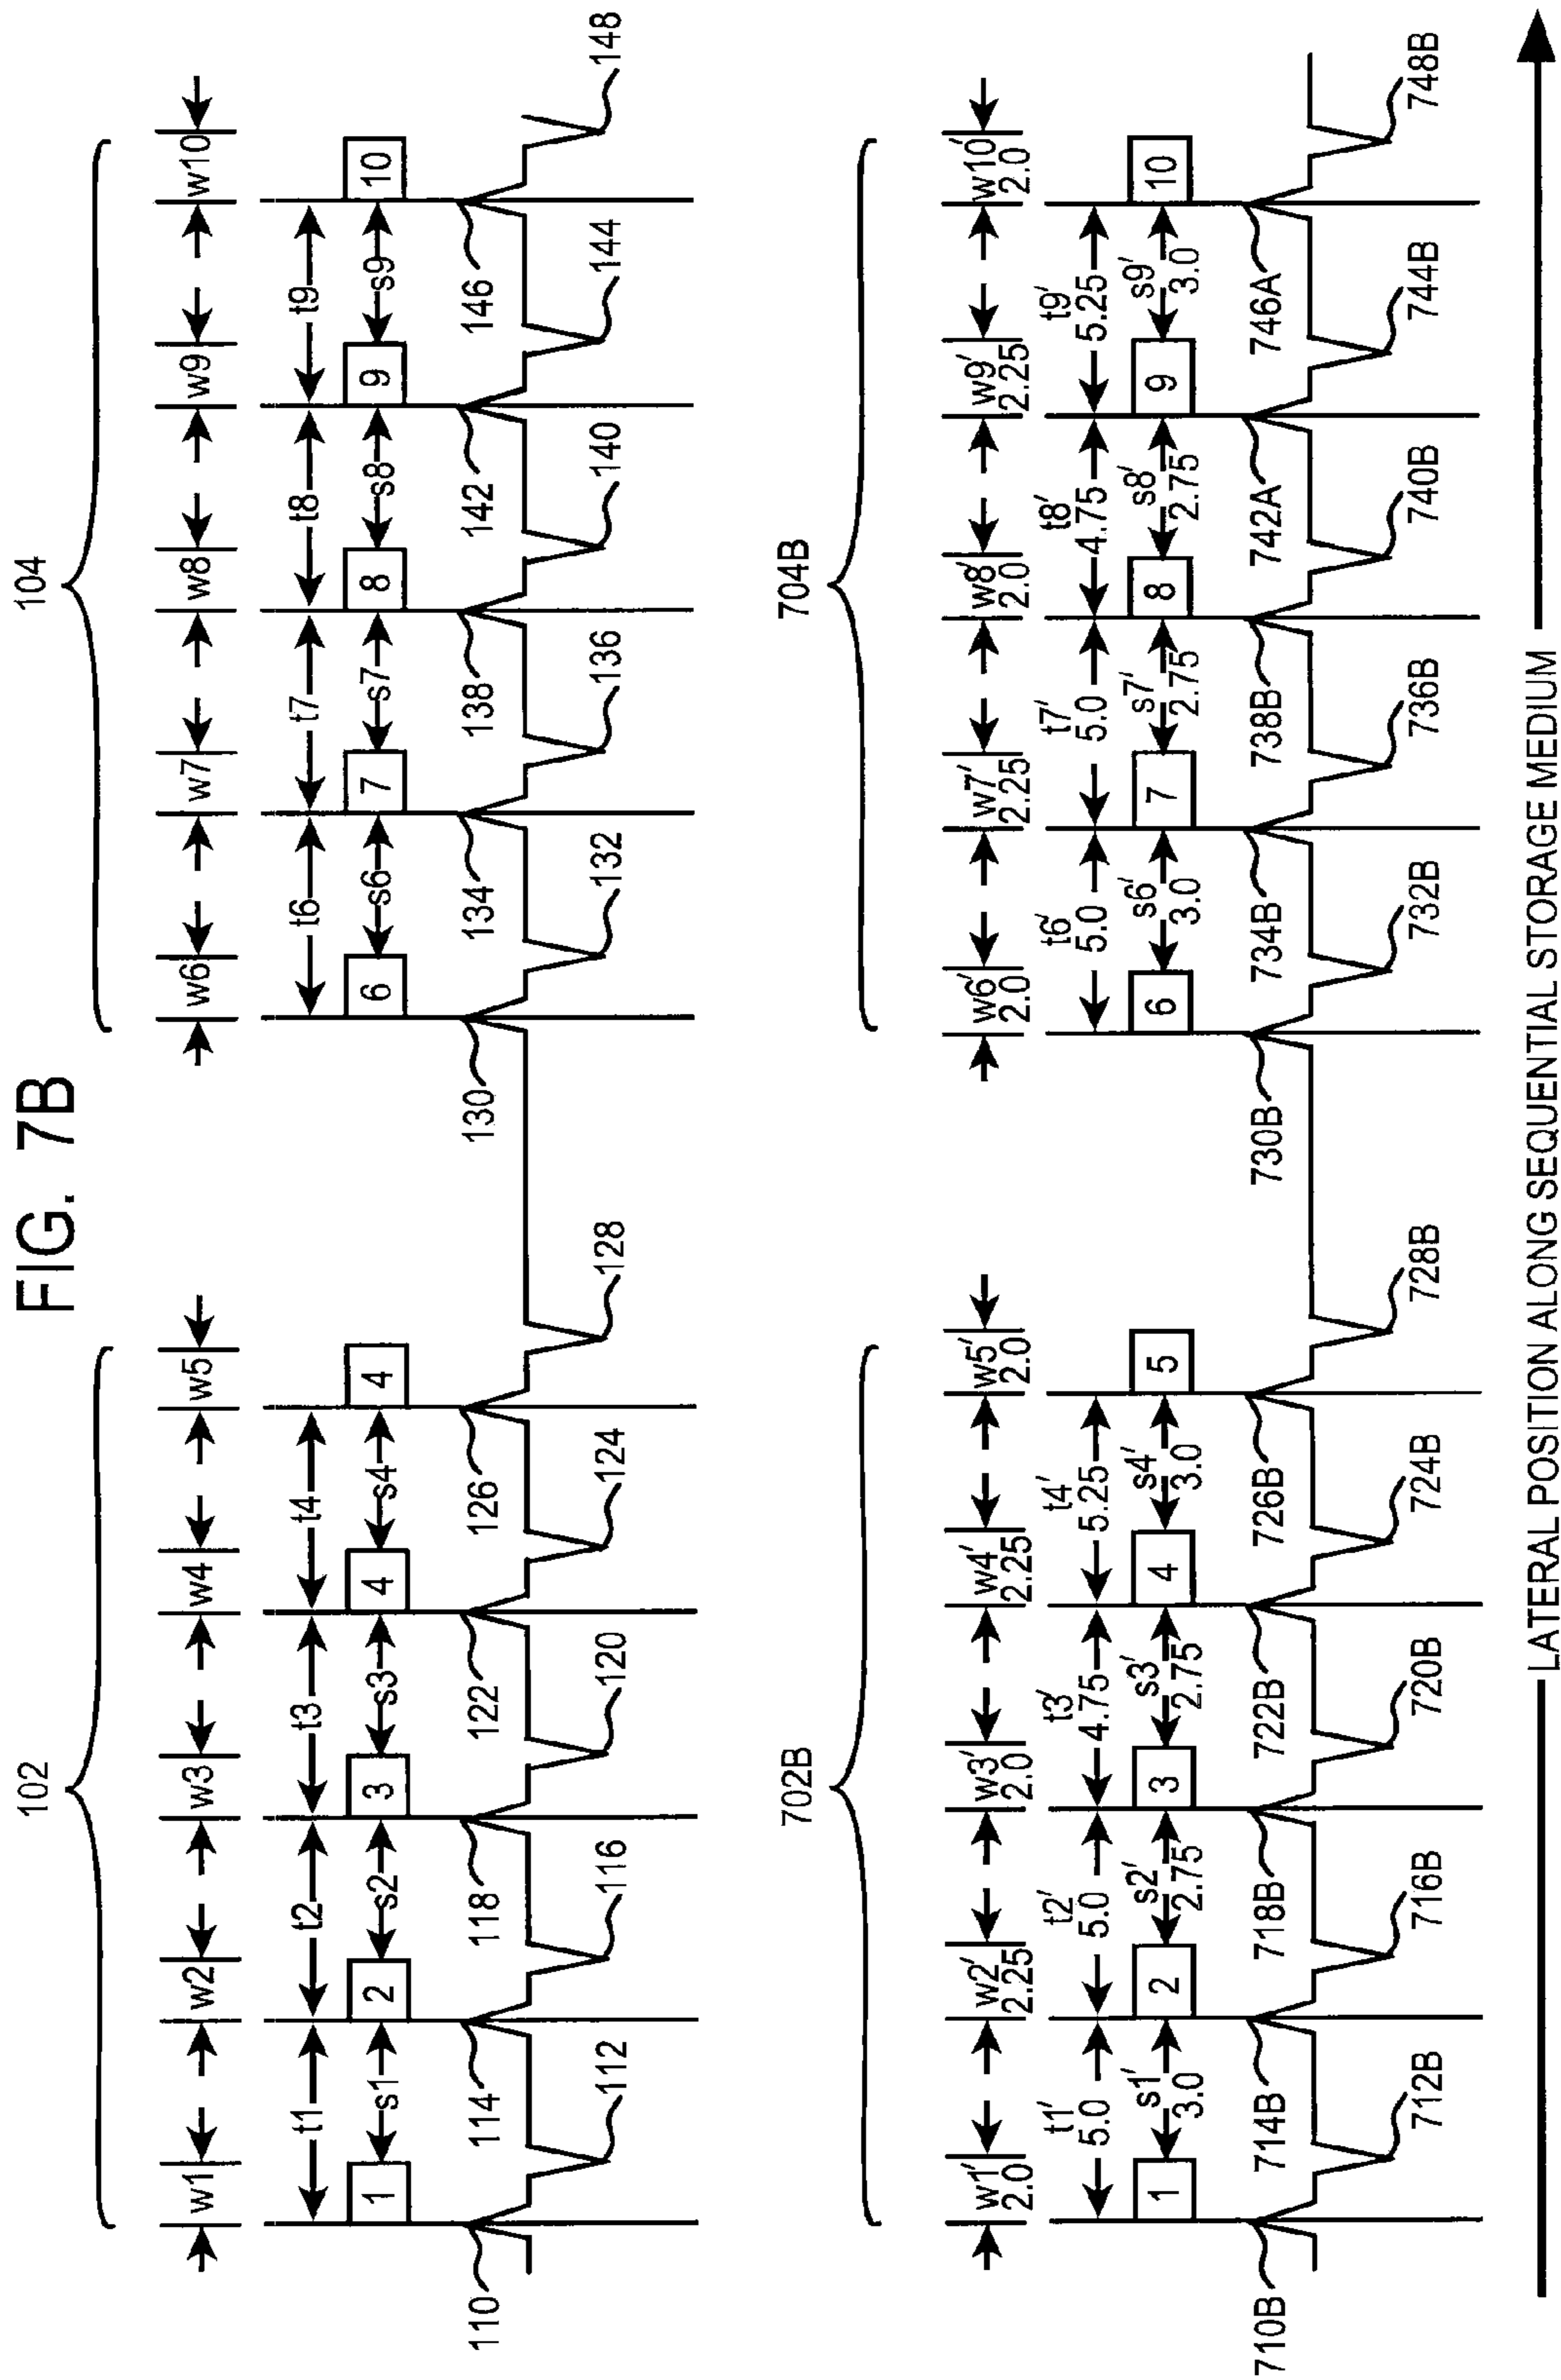 FIG. 7B
102
104
w1 w2 w3 w4 w5 w6 w7 w8 w9 w10
t1 t2 t3 t4 t6 t7 t8 t9
1 s1 2 s2 3 s3 4 s4 4 6 s6 7 s7 8 s8 9 s9 10
110 114 118 122 126 130 134 138 142 146
112 116 120 124 128 132 136 140 144 148
702B
704B
w1′ w2′ w3′ w4′ w5′ w6′ w7′ w8′ w9′ w10′
2.0 2.25 2.0 2.25 2.0 2.0 2.25 2.0 2.25 2.0
t1′ t2′ t3′ t4′ t6′ t7′ t8′ t9′
5.0 5.0 4.75 5.25 5.0 5.0 4.75 5.25
s1′ s2′ s3′ s4′ s6′ s7′ s8′ s9′
1 2 3 4 5 6 7 8 9 10
3.0 2.75 2.75 3.0 3.0 2.75 2.75 3.0
710B 714B 718B 722B 726B 730B 734B 738B 742A 746A
712B 716B 720B 724B 728B 732B 736B 740B 744B 748B
LATERAL POSITION ALONG SEQUENTIAL STORAGE MEDIUM